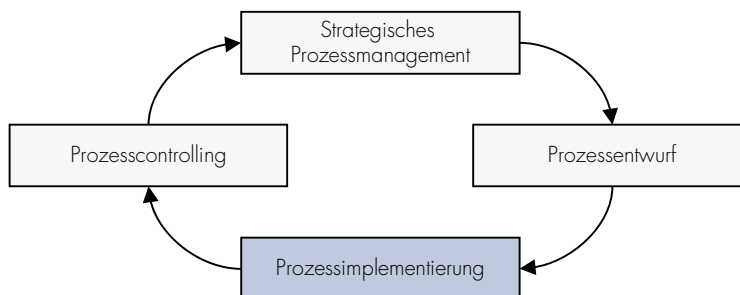 Strategisches
Prozessmanagement
Prozesscontrolling
Prozessentwurf
Prozessimplementierung